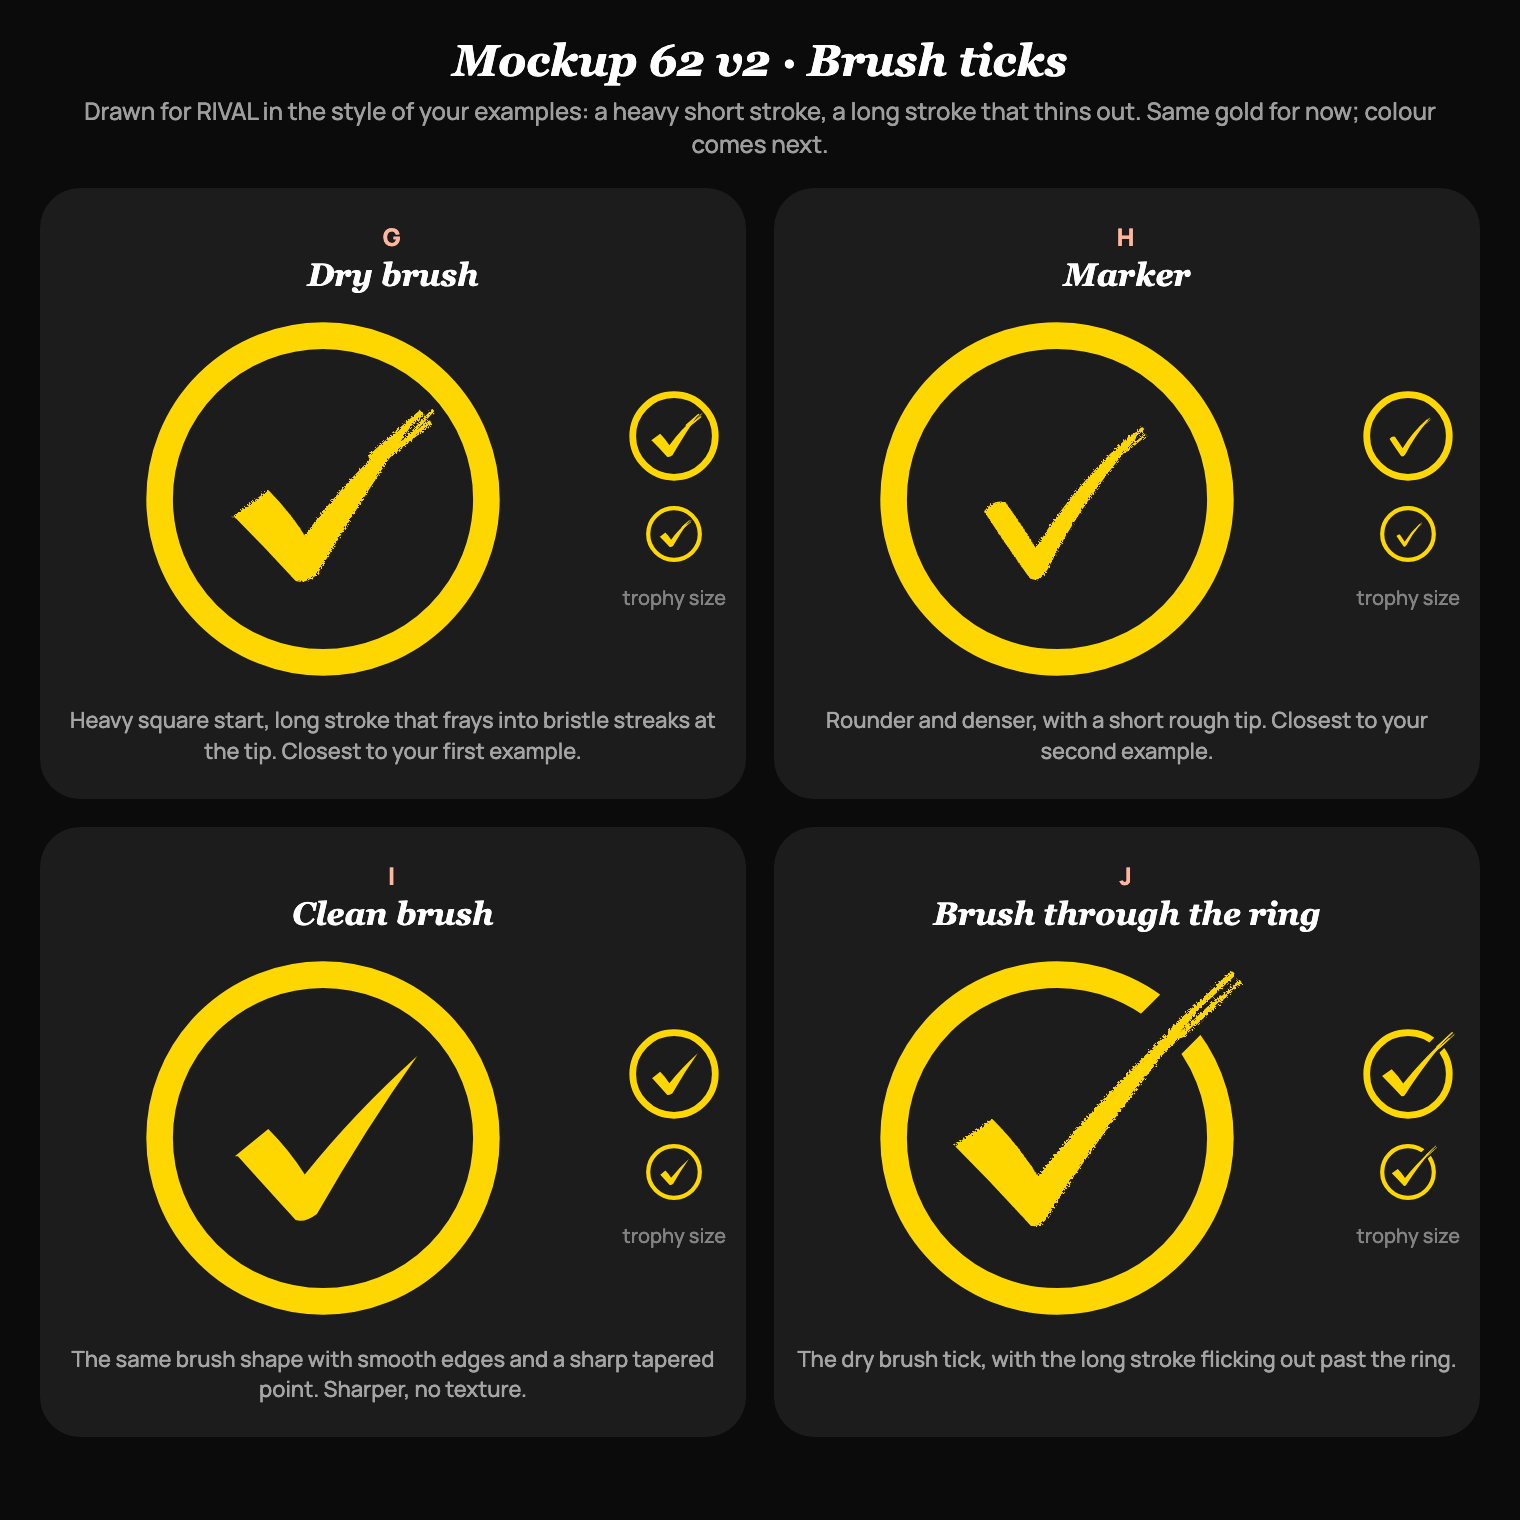 Mockup 62 v2 · Brush ticks
Drawn for RIVAL in the style of your examples: a heavy short stroke, a long stroke that thins out. Same gold for now; colour
comes next.
G
Dry brush
trophy size
Heavy square start, long stroke that frays into bristle streaks at
the tip. Closest to your first example.
H
Marker
trophy size
Rounder and denser, with a short rough tip. Closest to your
second example.
I
Clean brush
trophy size
The same brush shape with smooth edges and a sharp tapered
point. Sharper, no texture.
J
Brush through the ring
trophy size
The dry brush tick, with the long stroke flicking out past the ring.